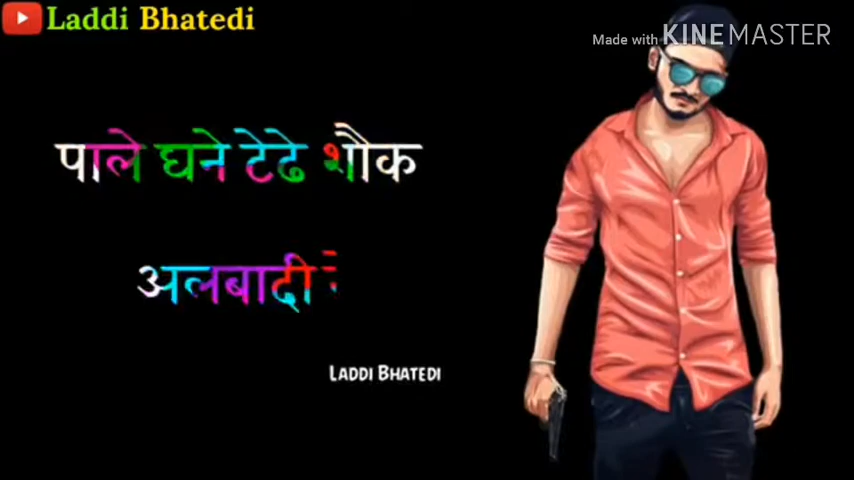 Laddi Bhatedi
Made with KINEMASTER
पाले घने टेढे शौक
अलबादी
LADDI BHATEDI